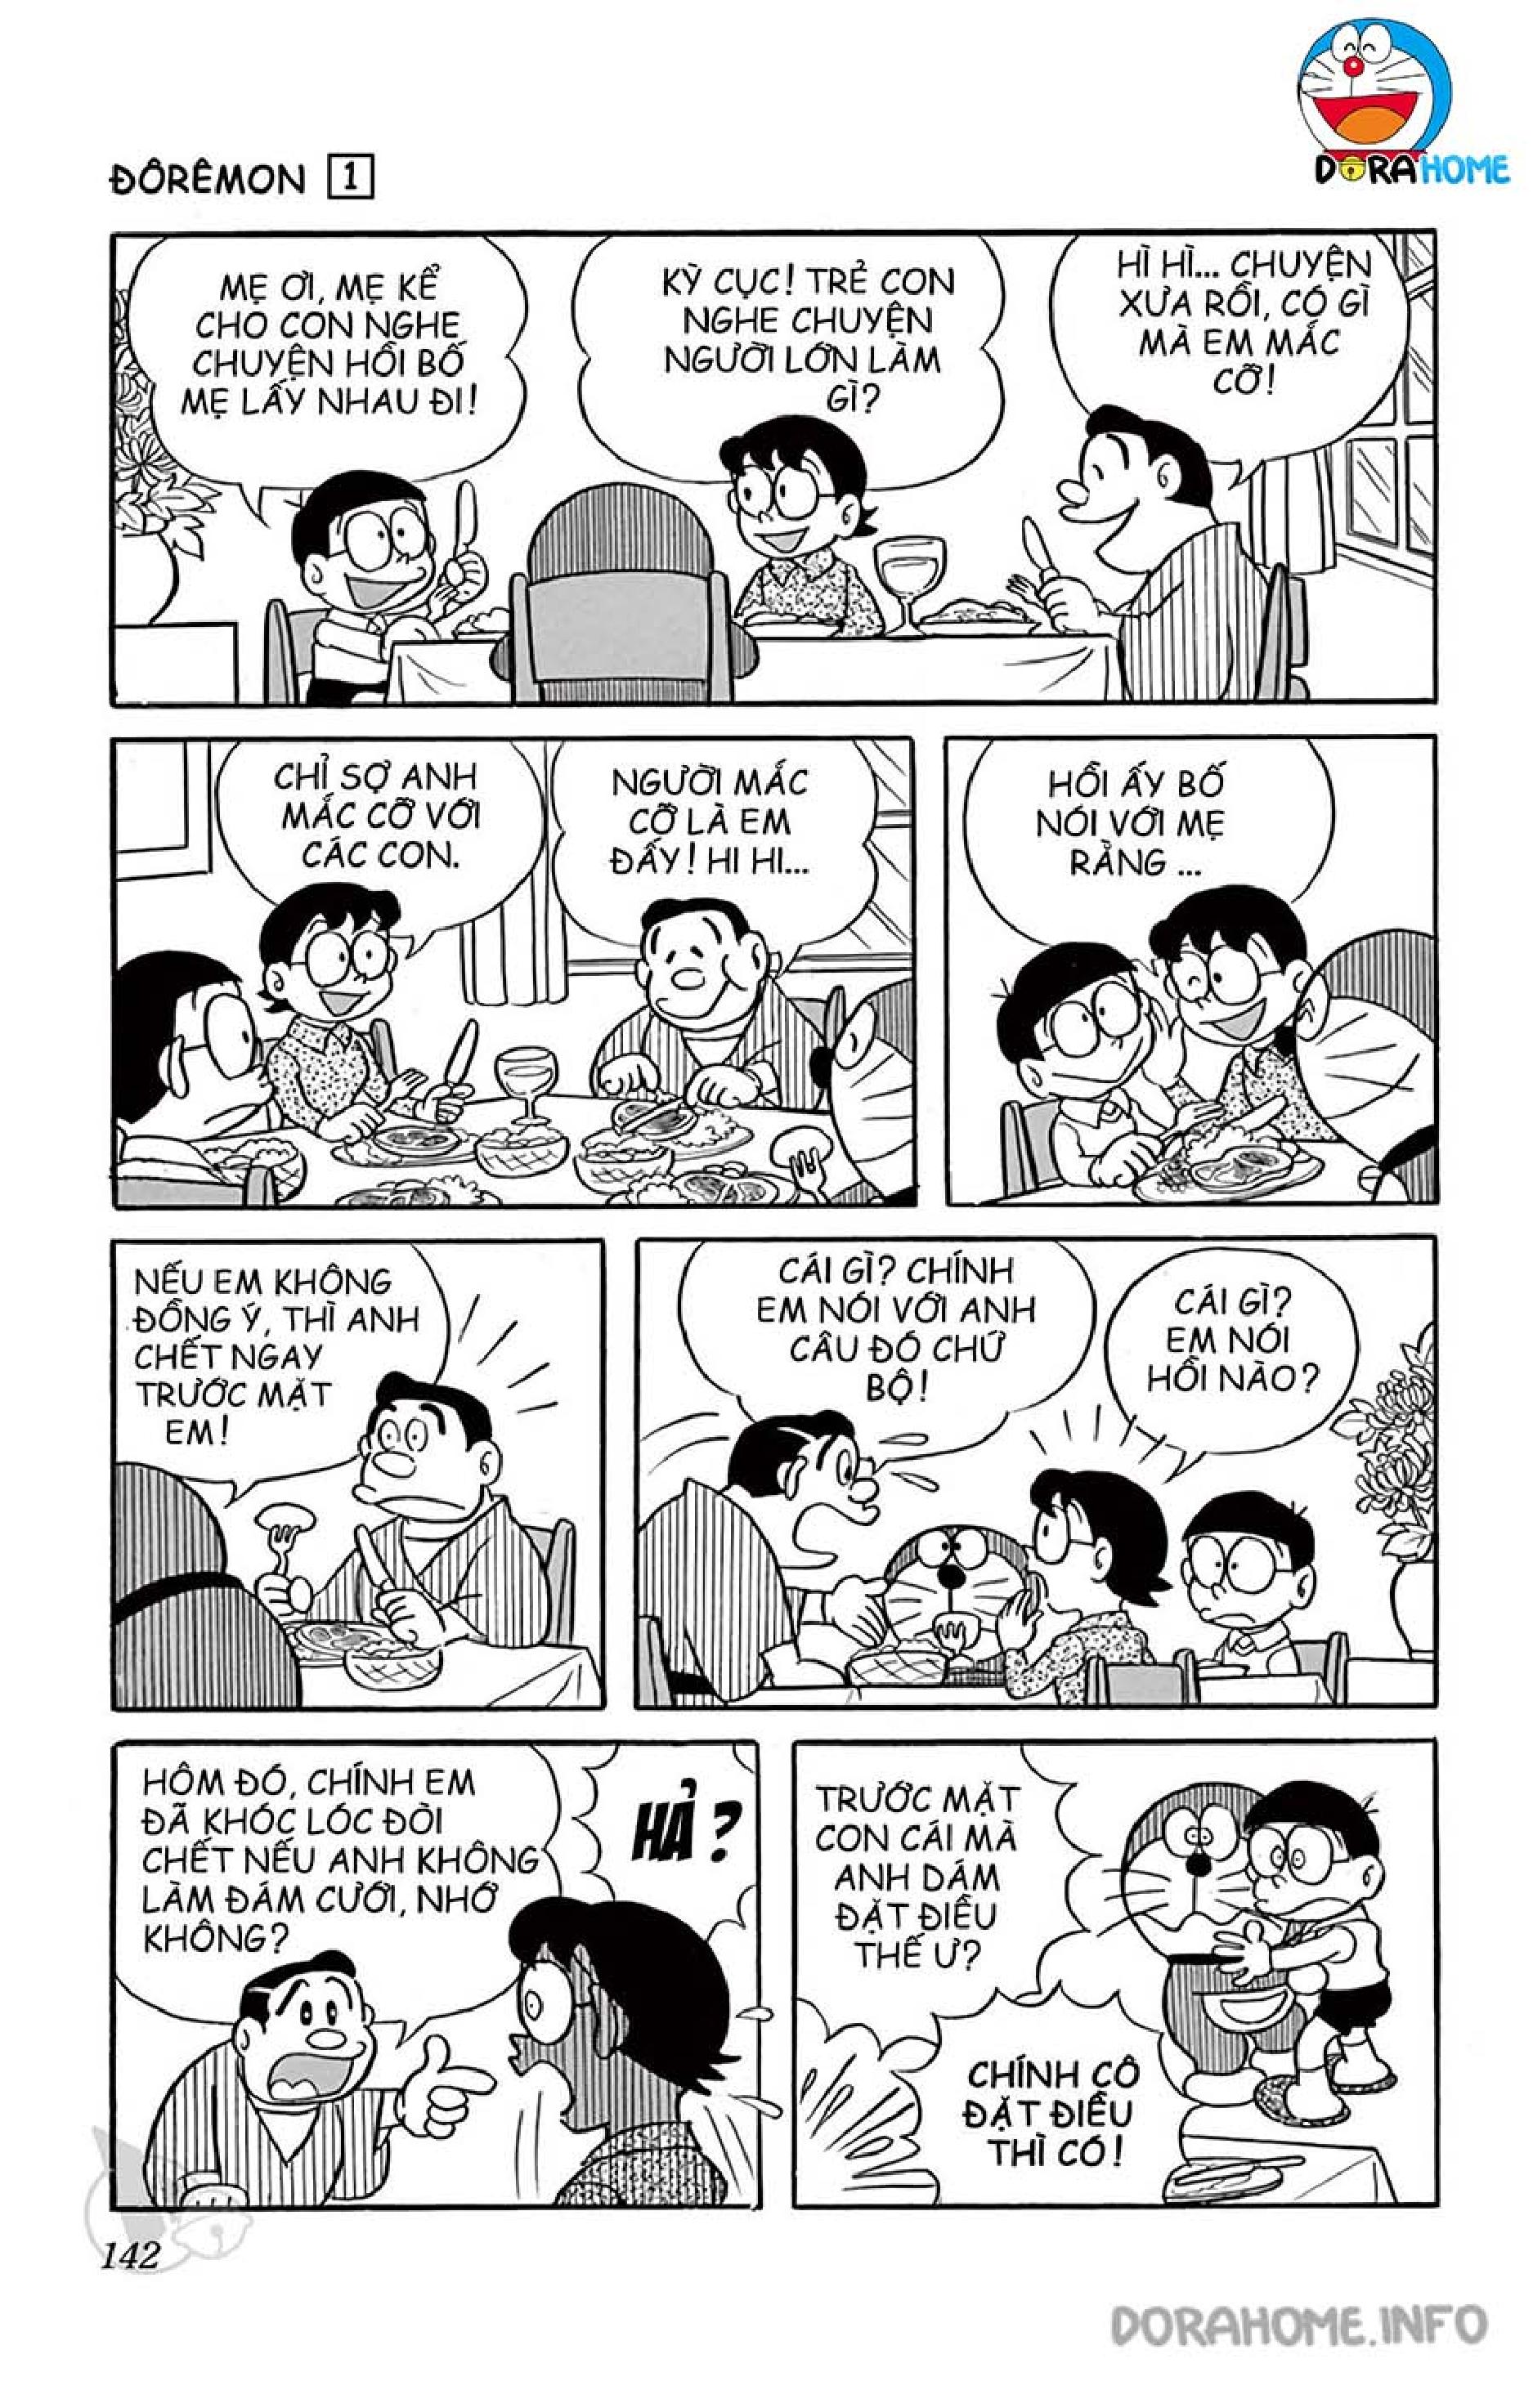 DORAHOME
ĐÔRÊMON 1
MẸ ƠI, MẸ KỂ
CHO CON NGHE
CHUYỆN HỒI BỐ
MẸ LẤY NHAU ĐI!
KỲ CỤC! TRẺ CON
NGHE CHUYỆN
NGƯỜI LỚN LÀM
GÌ?
HÌ HÌ... CHUYỆN
XƯA RỒI, CÓ GÌ
MÀ EM MẮC
CỠ!
CHỈ SỢ ANH
MẮC CỠ VỚI
CÁC CON.
NGƯỜI MẮC
CỠ LÀ EM
ĐẤY! HI HI...
HỒI ẤY BỐ
NÓI VỚI MẸ
RẰNG ...
NẾU EM KHÔNG
ĐỒNG Ý, THÌ ANH
CHẾT NGAY
TRƯỚC MẶT
EM!
CÁI GÌ? CHÍNH
EM NÓI VỚI ANH
CÂU ĐÓ CHỨ
BỘ!
CÁI GÌ?
EM NÓI
HỒI NÀO?
HÔM ĐÓ, CHÍNH EM
ĐÃ KHÓC LÓC ĐÒI
CHẾT NẾU ANH KHÔNG
LÀM ĐÁM CƯỚI, NHỚ
KHÔNG?
HẢ?
TRƯỚC MẶT
CON CÁI MÀ
ANH DÁM
ĐẶT ĐIỀU
THẾ Ư?
CHÍNH CÔ
ĐẶT ĐIỀU
THÌ CÓ!
142
DORAHOME.INFO